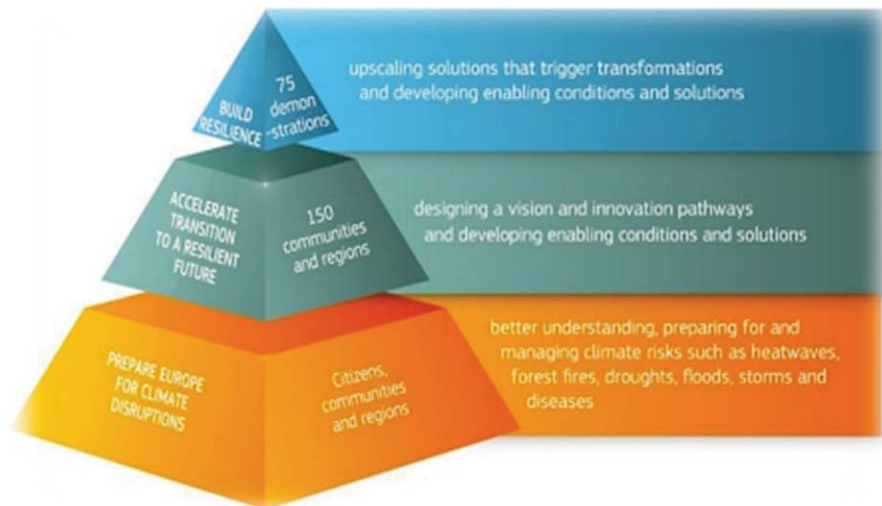 BUILD
RESILIENCE
75
demon
-strations
upscaling solutions that trigger transformations
and developing enabling conditions and solutions
ACCELERATE
TRANSITION
TO A RESILIENT
FUTURE
150
communities
and regions
designing a vision and innovation pathways
and developing enabling conditions and solutions
PREPARE EUROPE
FOR CLIMATE
DISRUPTIONS
Citizens,
communities
and regions
better understanding, preparing for and
managing climate risks such as heatwaves,
forest fires, droughts, floods, storms and
diseases